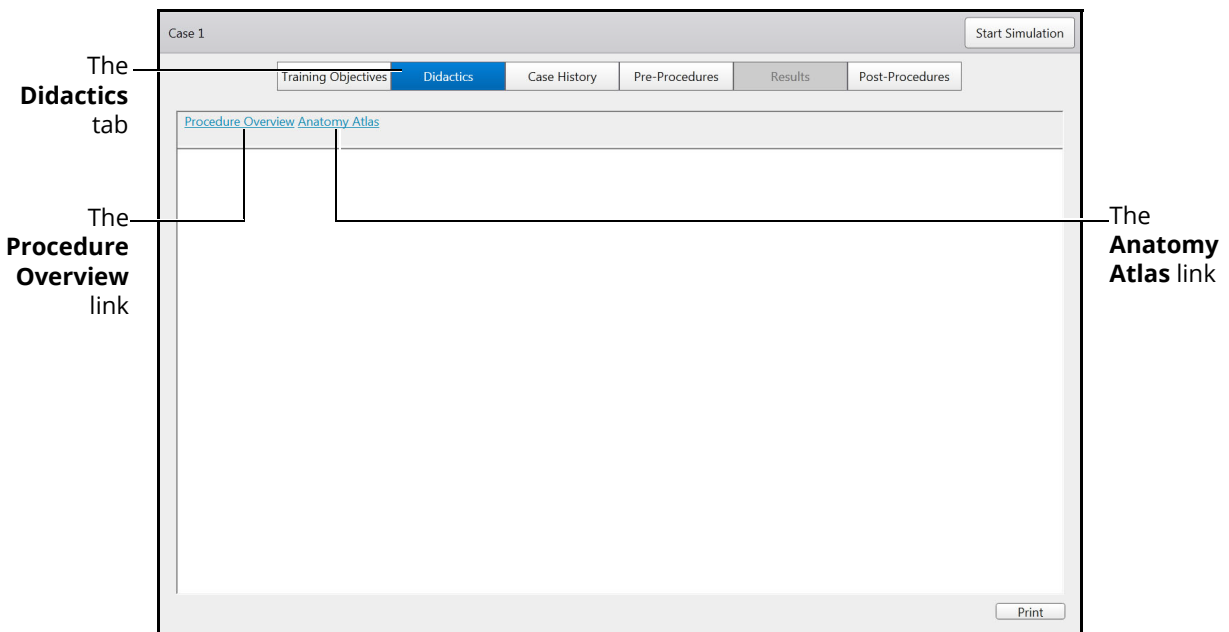 Case 1
Start Simulation
The
Didactics
tab
Training Objectives
Didactics
Case History
Pre-Procedures
Results
Post-Procedures
Procedure Overview Anatomy Atlas
The
Procedure
Overview
link
The
Anatomy
Atlas link
Print